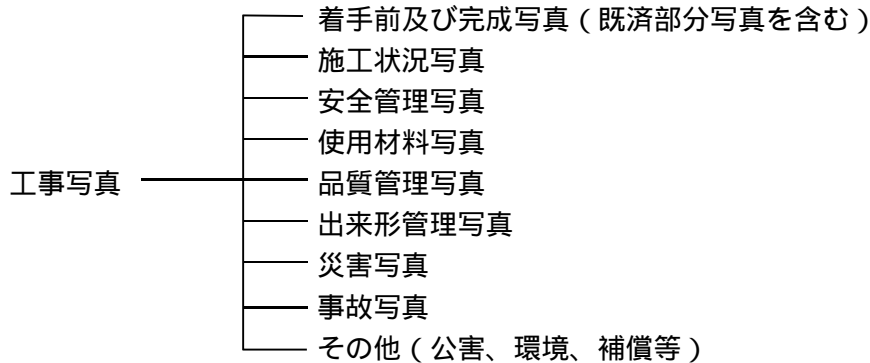 着手前及び完成写真(既済部分写真を含む)
施工状況写真
安全管理写真
使用材料写真
工事写真
品質管理写真
出来形管理写真
災害写真
事故写真
その他(公害、環境、補償等)